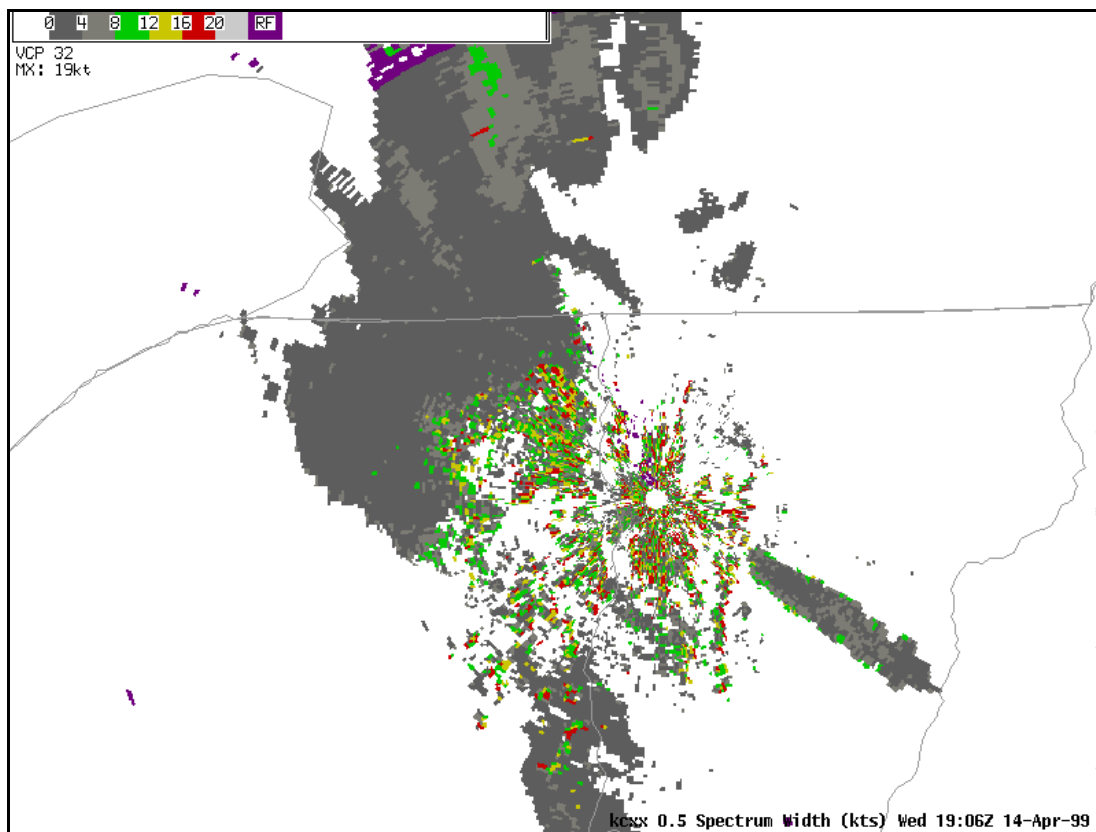 0 4 8 12 16 20 RF
VCP 32
MX: 19kt
kcxx 0.5 Spectrum Width (kts) Wed 19:06Z 14-Apr-99